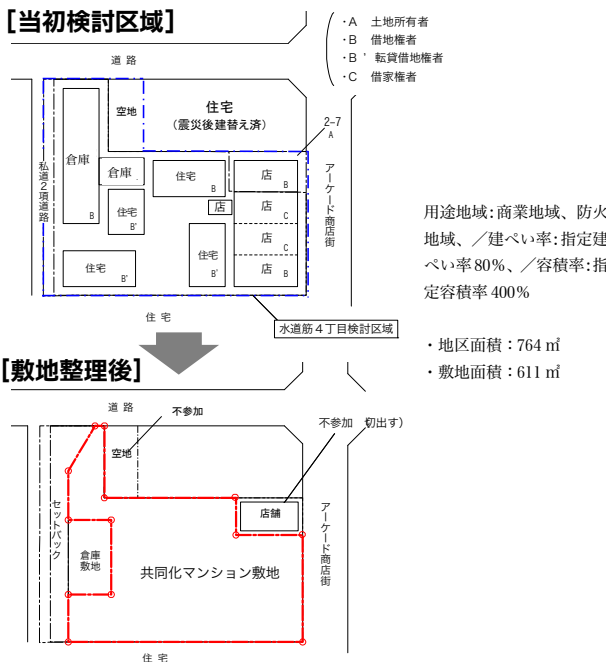 [当初検討区域]
・A 土地所有者
・B 借地権者
・B’転貸借地権者
・C 借家権者
道 路
空地
住宅
(震災後建替え済)
2-7
A
私道2項道路
倉庫
B
倉庫
住宅
B
住宅
B'
店
店
B
店
C
店
C
店
B
住宅
B'
住宅
B'
アーケード商店街
住 宅
水道筋4丁目検討区域
用途地域:商業地域、防火
地域、/建ぺい率:指定建
ぺい率80%、/容積率:指
定容積率400%
・地区面積:764㎡
・敷地面積:611㎡
[敷地整理後]
道 路
不参加
不参加 切出す)
空地
店舗
セットバック
倉庫
敷地
共同化マンション敷地
アーケード商店街
住 宅